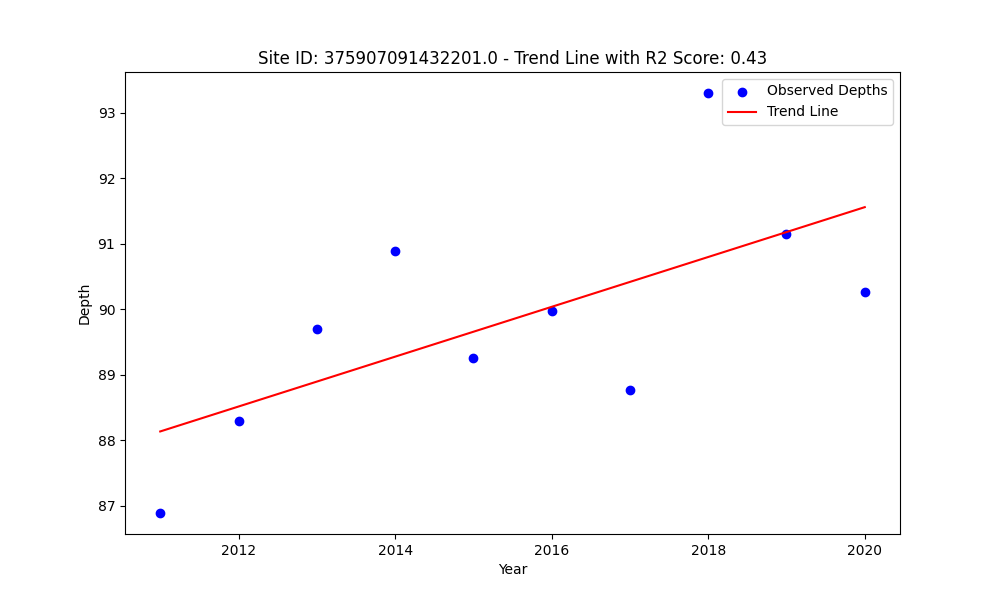 Site ID: 375907091432201.0 - Trend Line with R2 Score: 0.43
Observed Depths
Trend Line
93
92
91
90
89
88
87
Depth
2012
2014
2016
2018
2020
Year